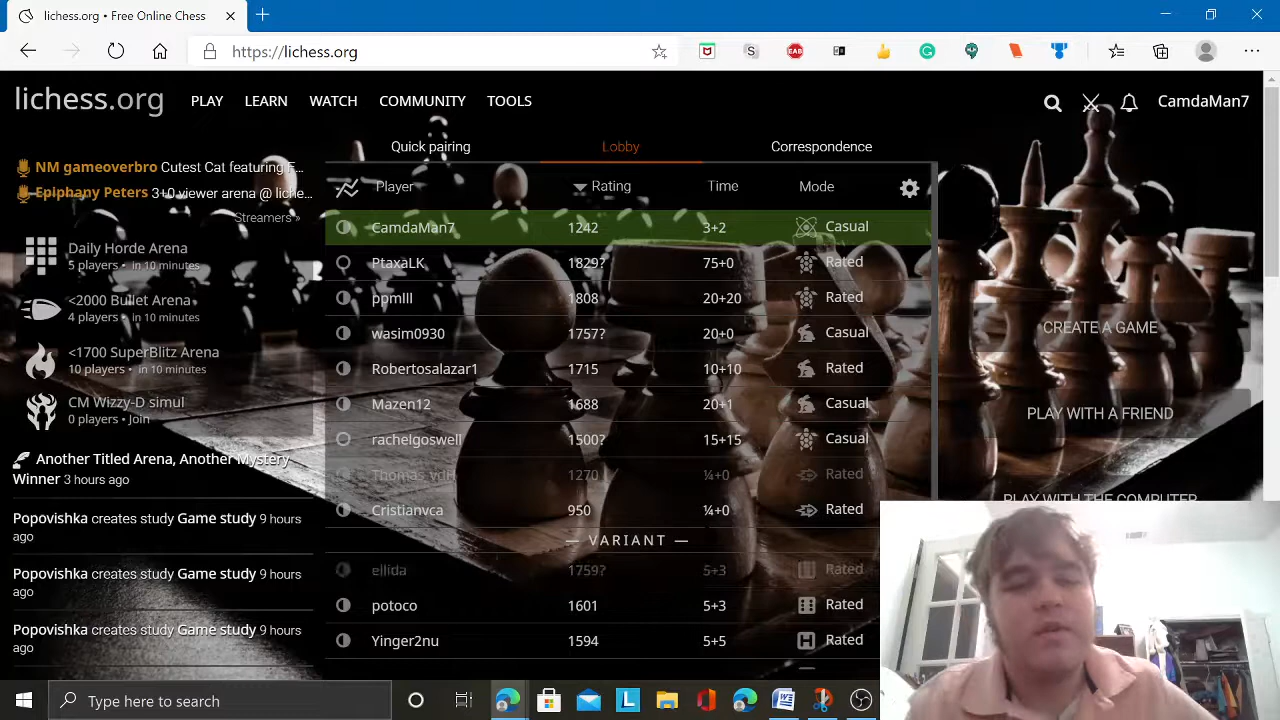 lichess.org • Free Online Chess
https://lichess.org
EAB
lichess.org
PLAY LEARN WATCH COMMUNITY TOOLS
CamdaMan7
NM gameoverbro Cutest Cat featuring F...
Epiphany Peters 3+0 viewer arena @ liche...
Streamers »
Daily Horde Arena
5 players • in 10 minutes
<2000 Bullet Arena
4 players • in 10 minutes
<1700 SuperBlitz Arena
10 players • in 10 minutes
CM Wizzy-D simul
0 players • Join
Another Titled Arena, Another Mystery
Winner 3 hours ago
Popovishka creates study Game study 9 hours
ago
Popovishka creates study Game study 9 hours
ago
Popovishka creates study Game study 9 hours
ago
Quick pairing Lobby Correspondence
Player Rating Time Mode
CamdaMan7 1242 3+2 Casual
PtaxaLK 1829? 75+0 Rated
ppmlll 1808 20+20 Rated
wasim0930 1757? 20+0 Casual
Robertosalazar1 1715 10+10 Rated
Mazen12 1688 20+1 Casual
rachelgoswell 1500? 15+15 Casual
Thomas_vdH 1270 ¼+0 Rated
Cristianvca 950 ¼+0 Rated
— VARIANT —
ellida 1759? 5+3 Rated
potoco 1601 5+3 Rated
Yinger2nu 1594 5+5 Rated
CREATE A GAME
PLAY WITH A FRIEND
PLAY WITH THE COMPUTER
Type here to search